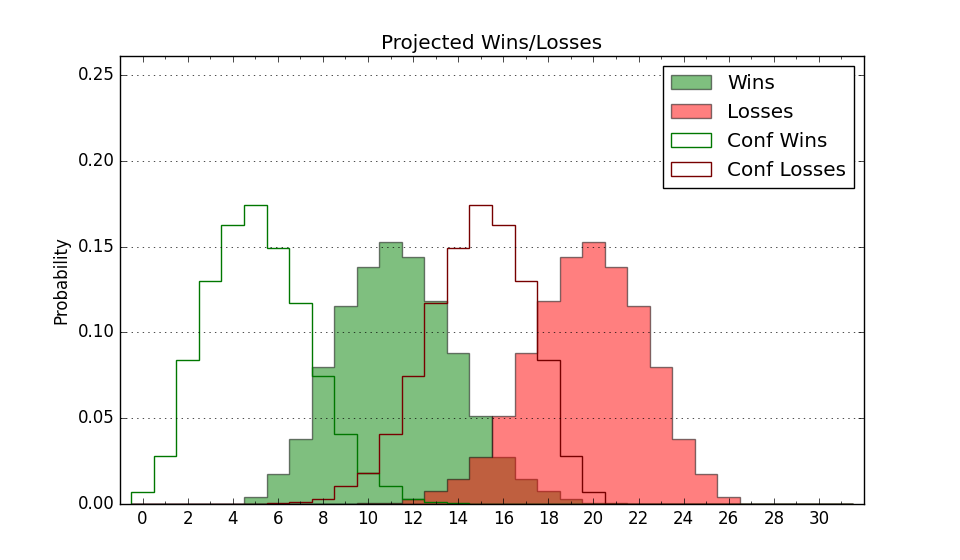 Projected Wins/Losses
0.25
0.20
0.15
0.10
0.05
0.00
Probability
Wins
Losses
Conf Wins
Conf Losses
0 2 4 6 8 10 12 14 16 18 20 22 24 26 28 30